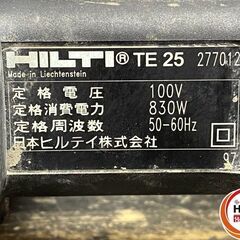 HILTI® TE 25 277012
Made in Liechtenstein
定格電圧 100V
定格消費電力 830W
定格周波数 50-60Hz
日本ヒルティ株式会社
97